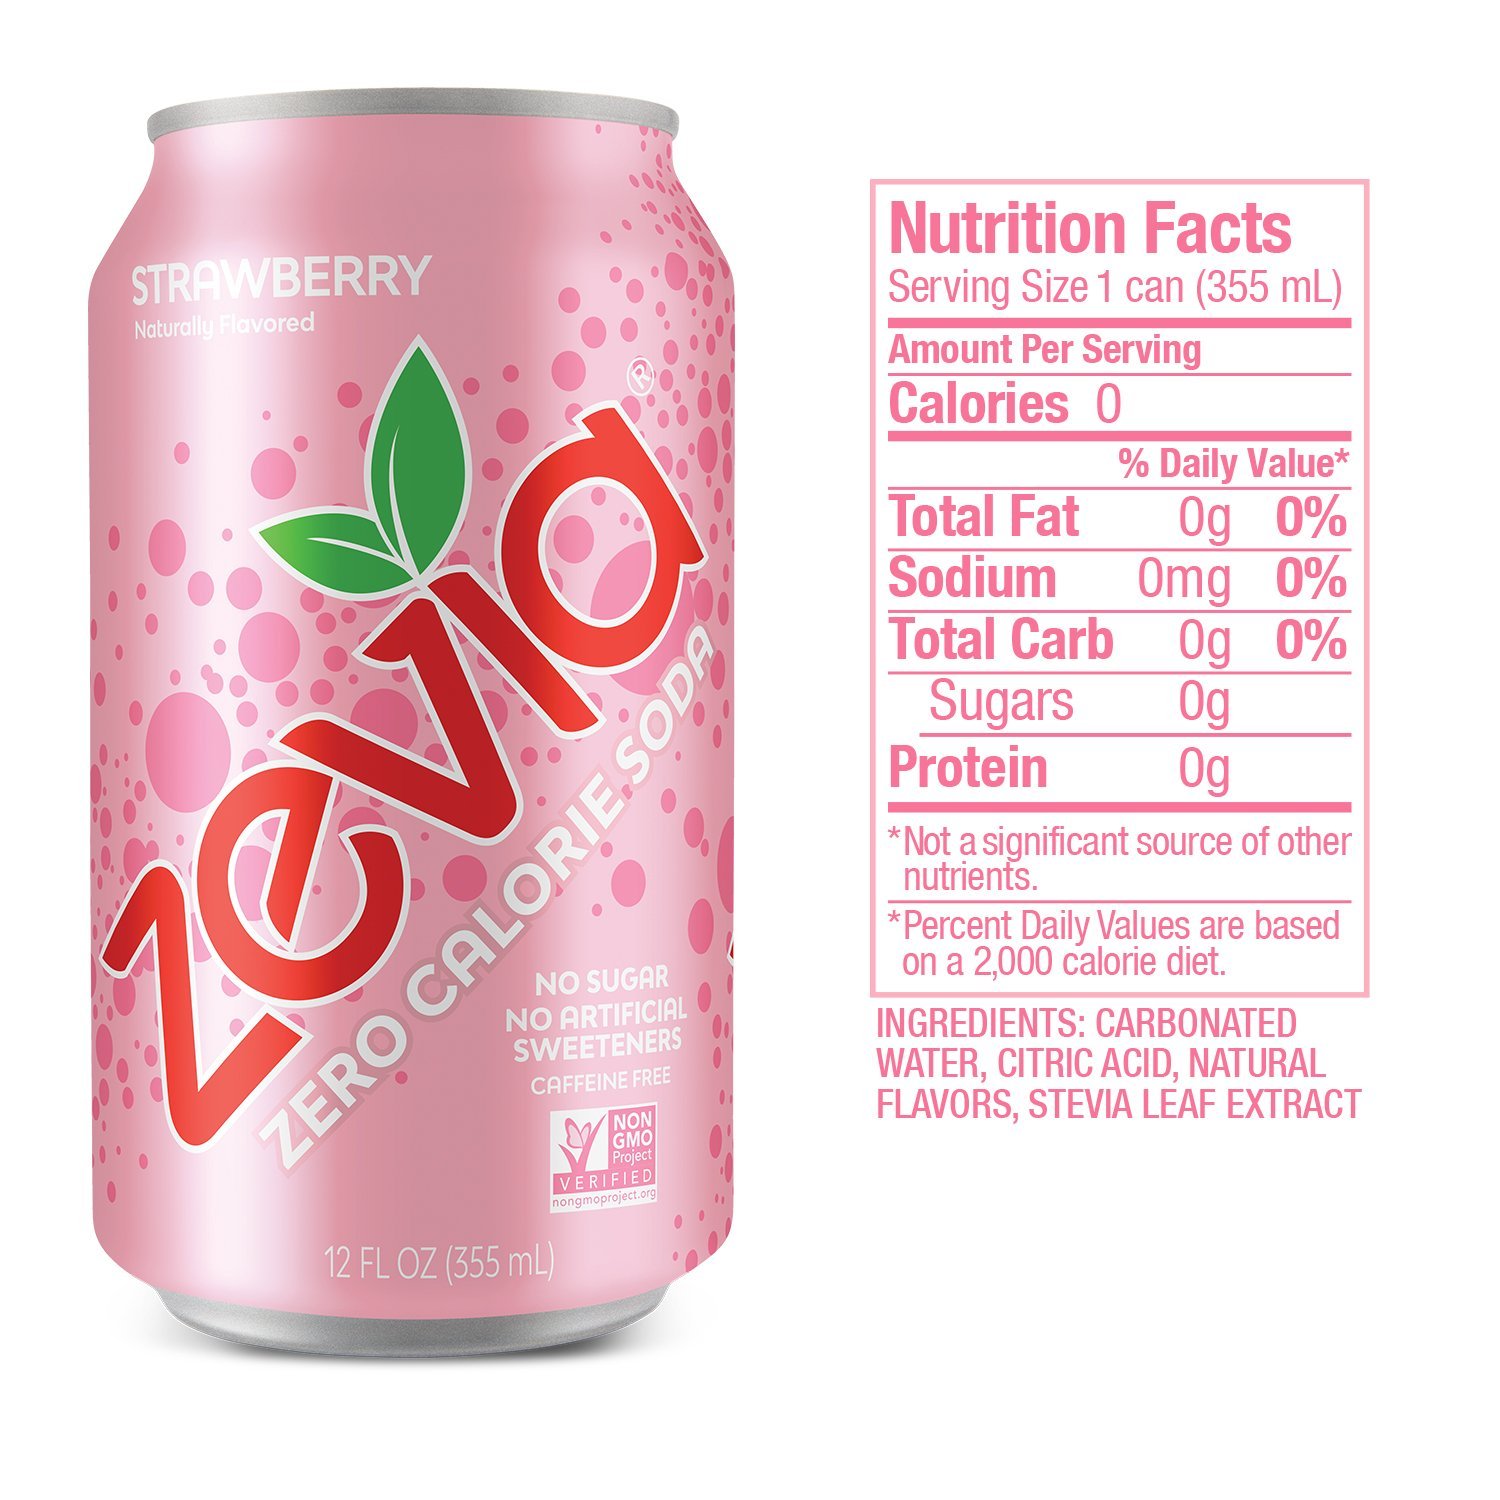 STRAWBERRY
Naturally Flavored
zevia®
ZERO CALORIE SODA
NO SUGAR
NO ARTIFICIAL
SWEETENERS
CAFFEINE FREE
NON
GMO
Project
VERIFIED
nongmoproject.org
12 FL OZ (355 mL)
Nutrition Facts
Serving Size 1 can (355 mL)
Amount Per Serving
Calories 0
% Daily Value*
Total Fat 0g 0%
Sodium 0mg 0%
Total Carb 0g 0%
Sugars 0g
Protein 0g
*Not a significant source of other
nutrients.
*Percent Daily Values are based
on a 2,000 calorie diet.
INGREDIENTS: CARBONATED
WATER, CITRIC ACID, NATURAL
FLAVORS, STEVIA LEAF EXTRACT